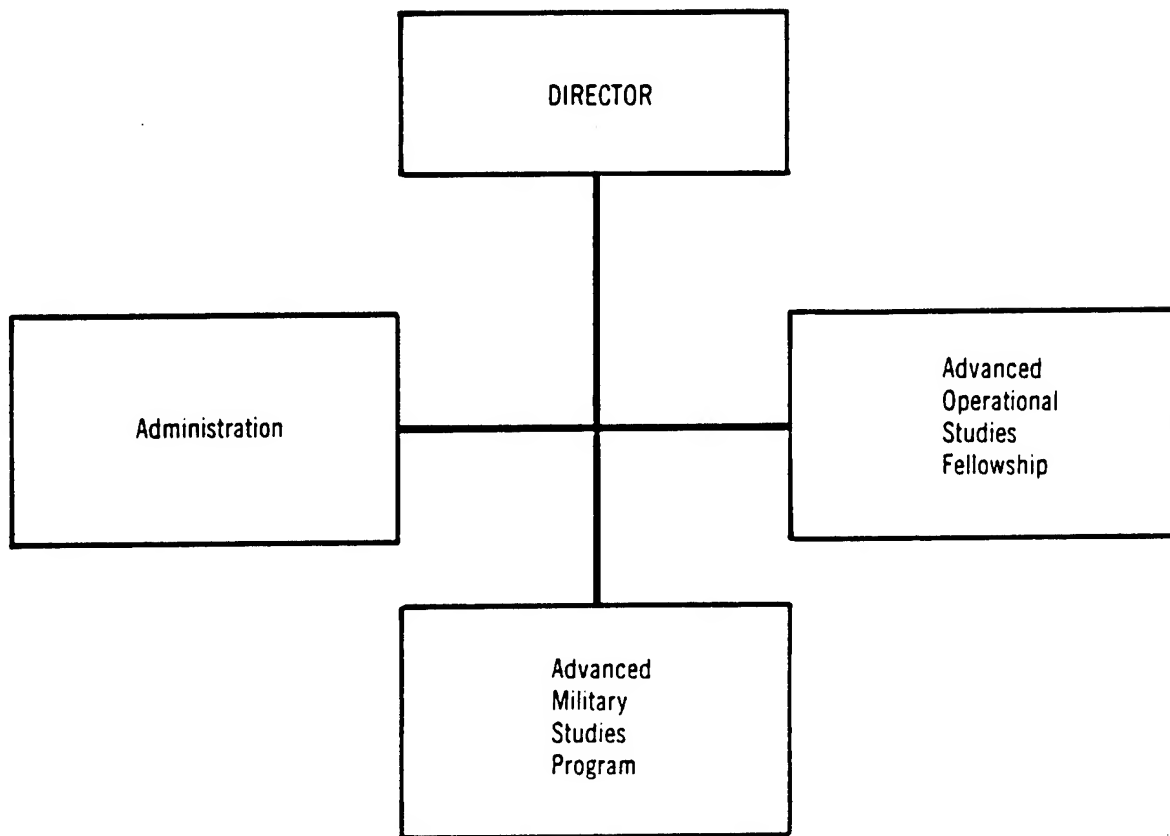 DIRECTOR
Administration
Advanced
Operational
Studies
Fellowship
Advanced
Military
Studies
Program